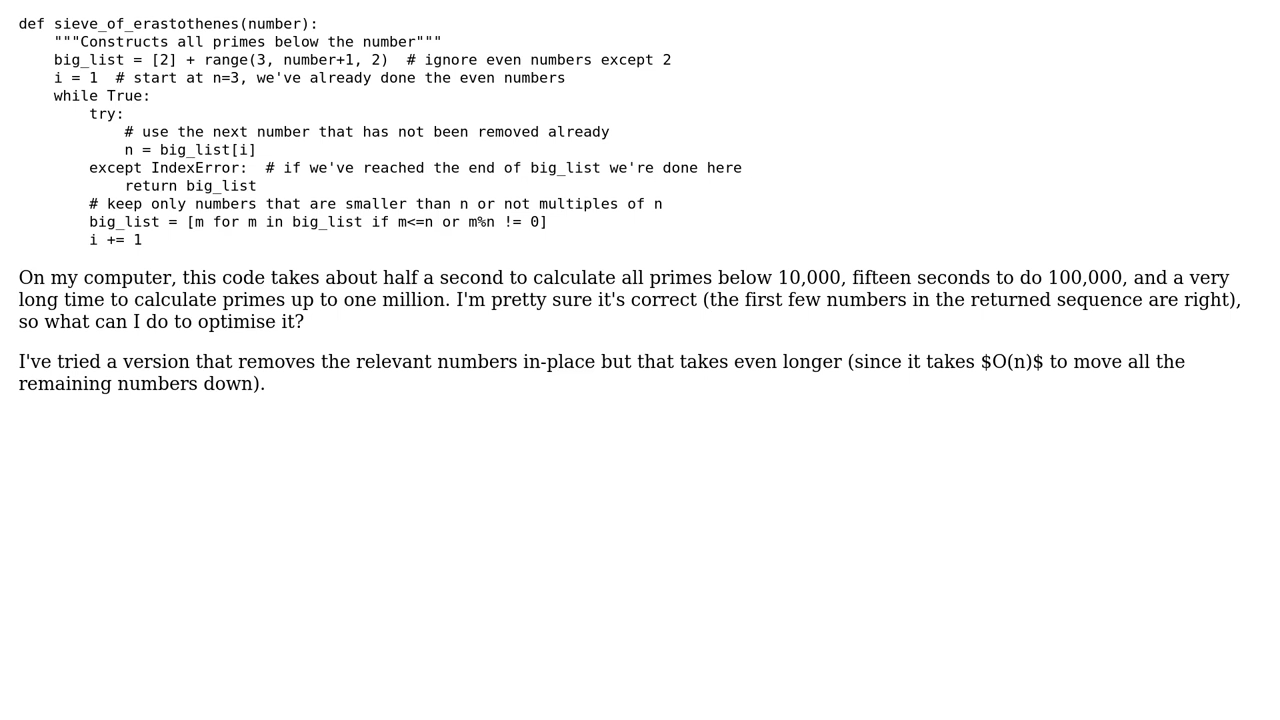 def sieve_of_erastothenes(number):
    """Constructs all primes below the number"""
    big_list = [2] + range(3, number+1, 2)  # ignore even numbers except 2
    i = 1  # start at n=3, we've already done the even numbers
    while True:
        try:
            # use the next number that has not been removed already
            n = big_list[i]
        except IndexError:  # if we've reached the end of big_list we're done here
            return big_list
        # keep only numbers that are smaller than n or not multiples of n
        big_list = [m for m in big_list if m<=n or m%n != 0]
        i += 1
On my computer, this code takes about half a second to calculate all primes below 10,000, fifteen seconds to do 100,000, and a very
long time to calculate primes up to one million. I'm pretty sure it's correct (the first few numbers in the returned sequence are right),
so what can I do to optimise it?
I've tried a version that removes the relevant numbers in-place but that takes even longer (since it takes $O(n)$ to move all the
remaining numbers down).